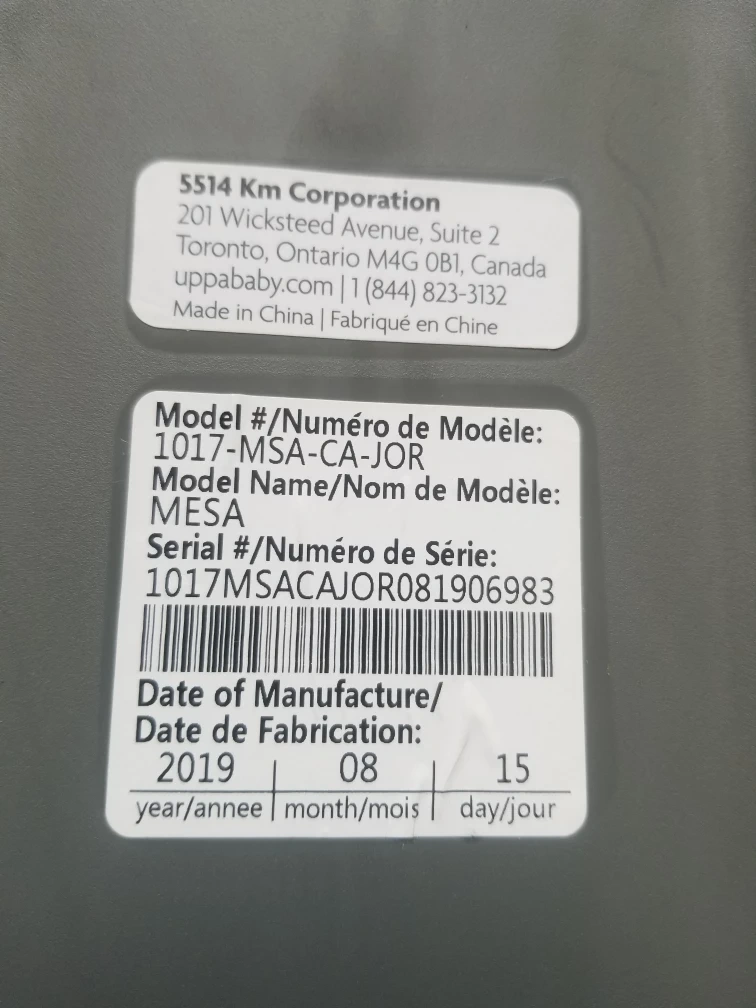 5514 Km Corporation
201 Wicksteed Avenue, Suite 2
Toronto, Ontario M4G 0B1, Canada
uppababy.com | 1 (844) 823-3132
Made in China | Fabriqué en Chine
Model #/Numéro de Modèle:
1017-MSA-CA-JOR
Model Name/Nom de Modèle:
MESA
Serial #/Numéro de Série:
1017MSACAJOR081906983
Date of Manufacture/
Date de Fabrication:
2019 | 08 | 15
year/annee | month/mois | day/jour